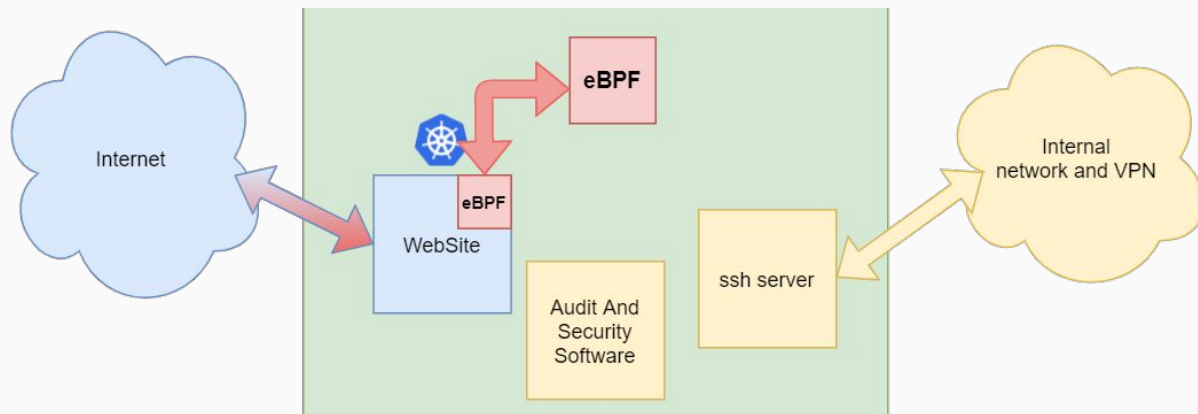 eBPF
Internet
eBPF
WebSite
Internal
network and VPN
ssh server
Audit And
Security
Software